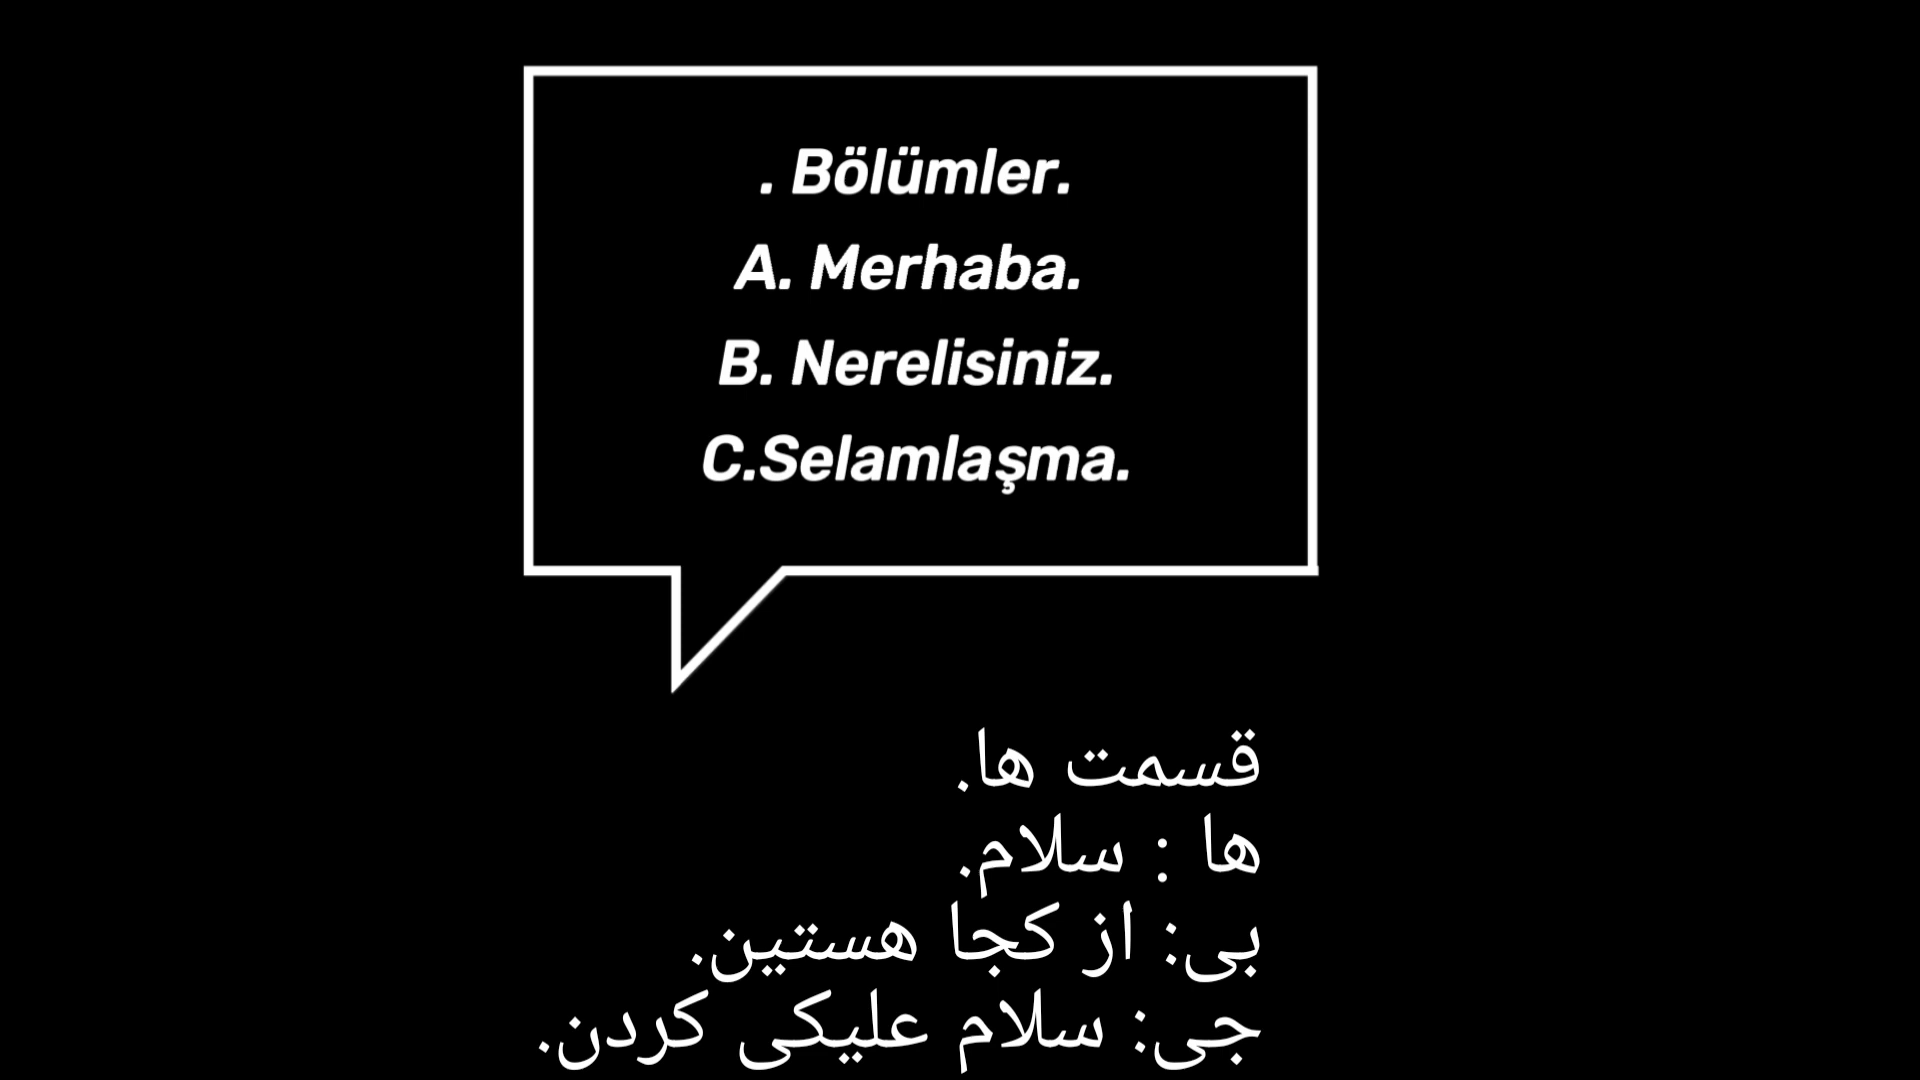 . Bölümler.
A. Merhaba.
B. Nerelisiniz.
C.Selamlaşma.
قسمت ها.
ها : سلام.
بی: از کجا هستین.
جی: سلام علیکی کردن.